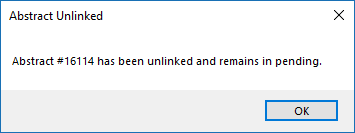 Abstract Unlinked
Abstract #16114 has been unlinked and remains in pending.
OK